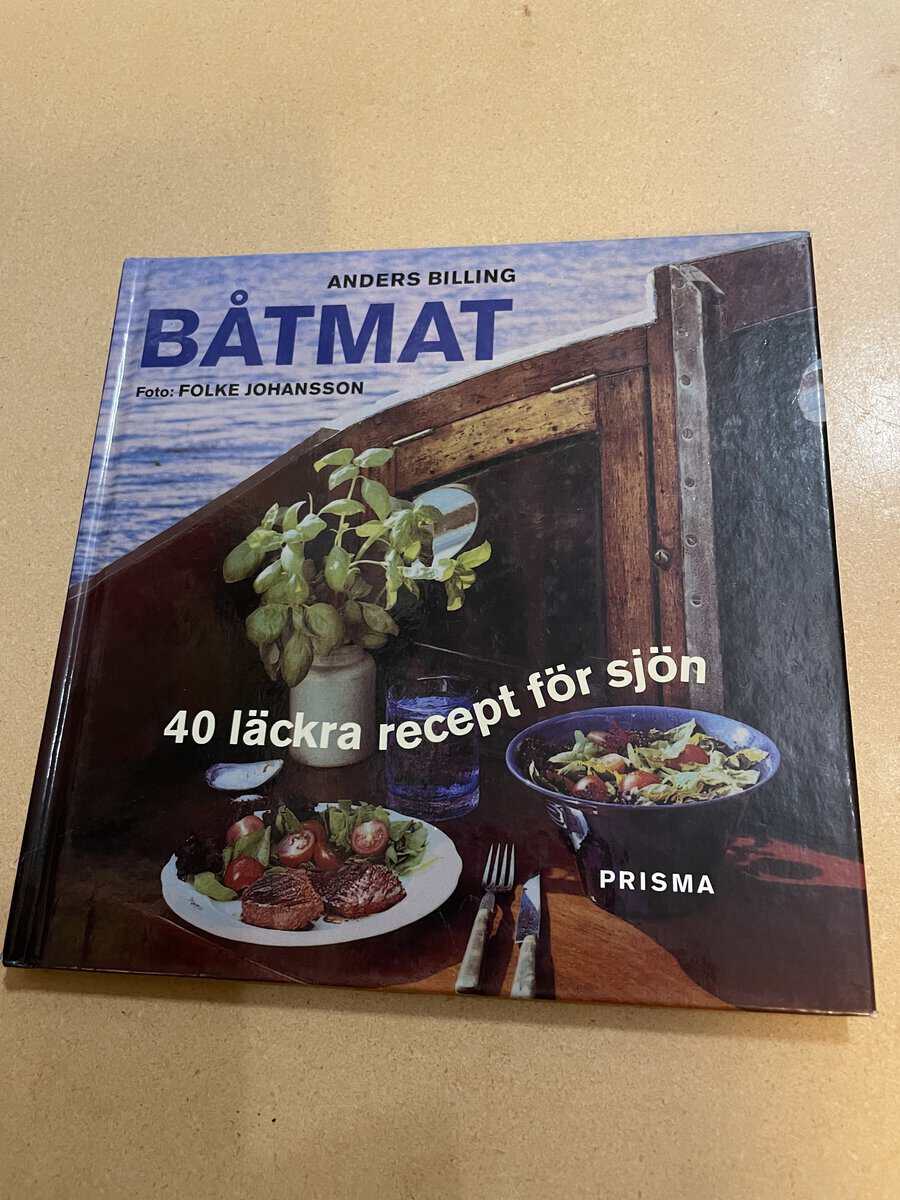 ANDERS BILLING
BÅTMAT
Foto: FOLKE JOHANSSON
40 läckra recept för sjön
PRISMA